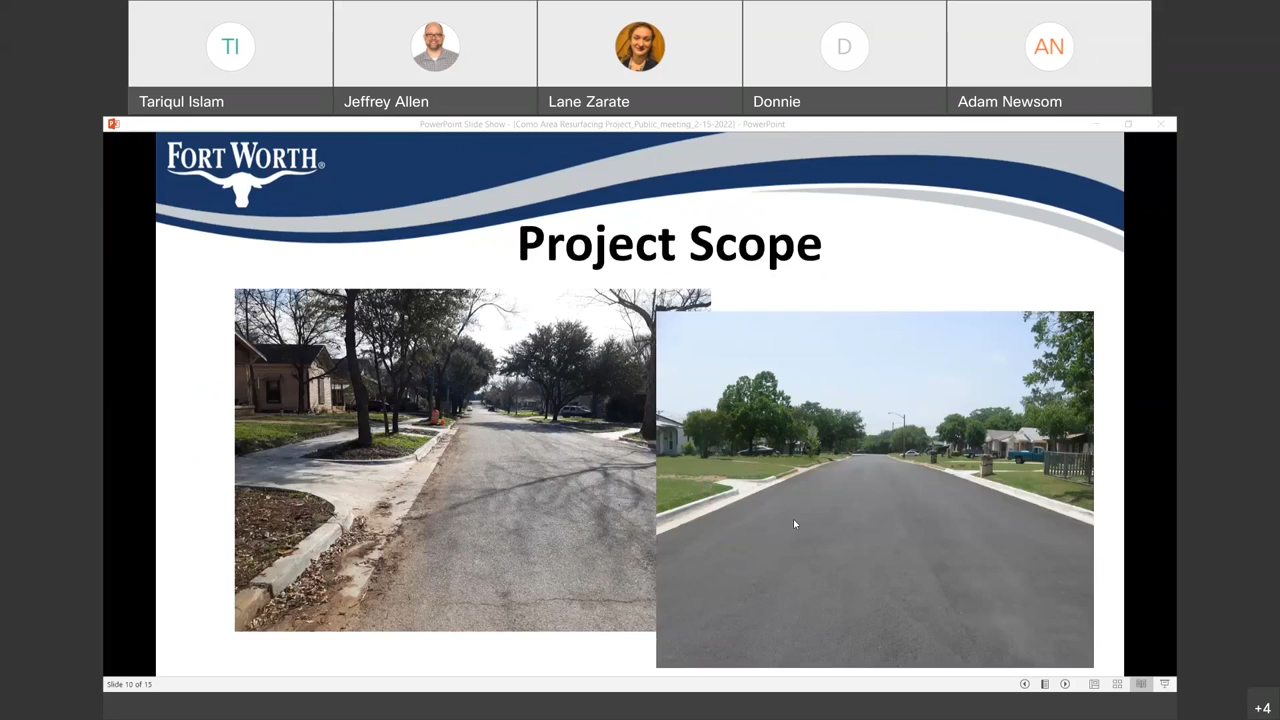 TI
D
AN
Tariqul Islam
Jeffrey Allen
Lane Zarate
Donnie
Adam Newsom
PowerPoint Slide Show - [Como Area Resurfacing Project_Public_meeting_2-15-2022] - PowerPoint
FORT WORTH®
Project Scope
Slide 10 of 15
+4